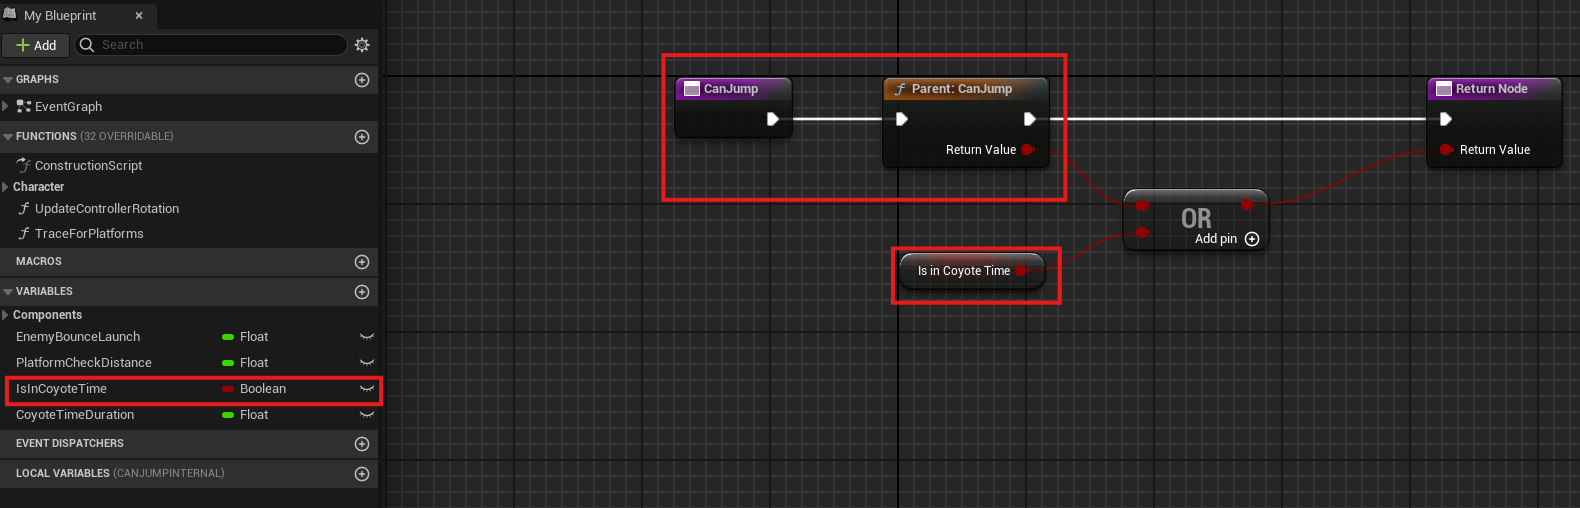 My Blueprint
Add
Search
GRAPHS
EventGraph
FUNCTIONS (32 OVERRIDABLE)
ConstructionScript
Character
UpdateControllerRotation
TraceForPlatforms
MACROS
VARIABLES
Components
EnemyBounceLaunch Float
PlatformCheckDistance Float
IsInCoyoteTime Boolean
CoyoteTimeDuration Float
EVENT DISPATCHERS
LOCAL VARIABLES (CANJUMPINTERNAL)
CanJump
f Parent: CanJump
Return Value
Is in Coyote Time
OR
Add pin
Return Node
Return Value